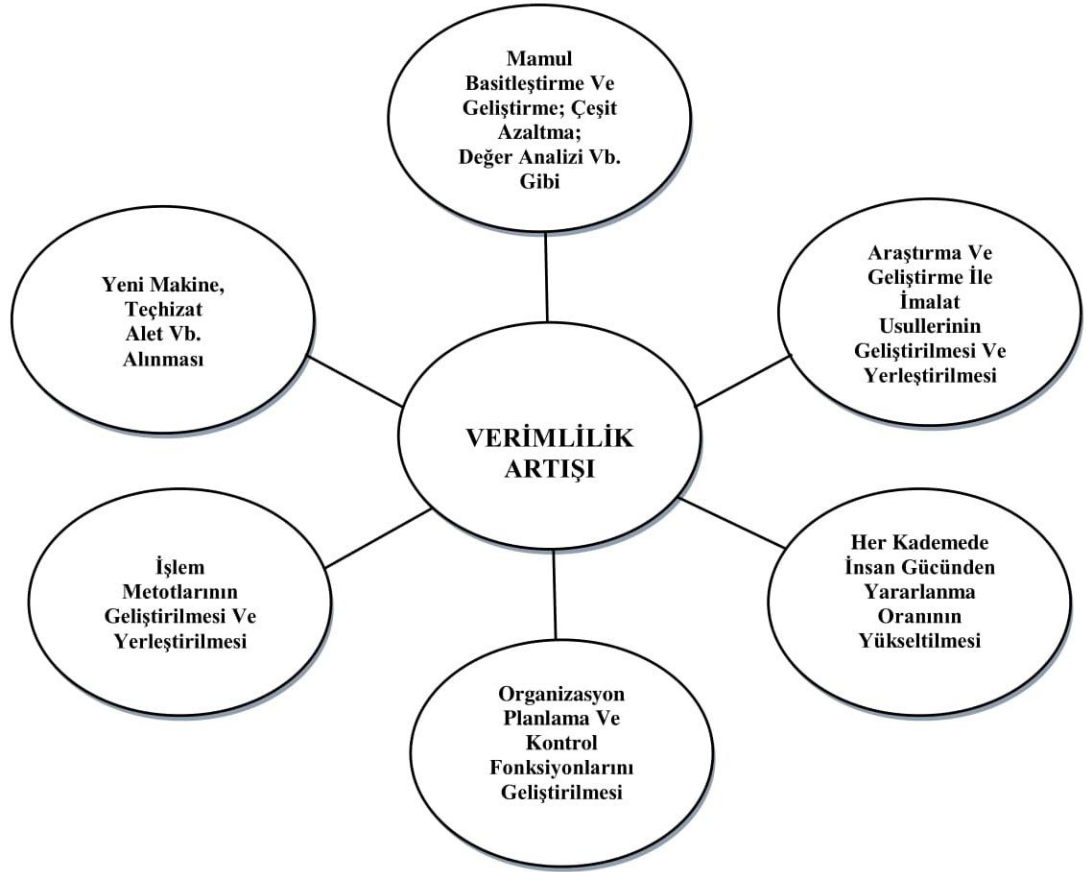 Mamul
Basitleştirme Ve
Geliştirme; Çeşit
Azaltma;
Değer Analizi Vb.
Gibi
Yeni Makine,
Teçhizat
Alet Vb.
Alınması
Araştırma Ve
Geliştirme İle
İmalat
Usullerinin
Geliştirilmesi Ve
Yerleştirilmesi
VERİMLİLİK
ARTIŞI
İşlem
Metotlarının
Geliştirilmesi Ve
Yerleştirilmesi
Her Kademede
İnsan Gücünden
Yararlanma
Oranının
Yükseltilmesi
Organizasyon
Planlama Ve
Kontrol
Fonksiyonlarını
Geliştirilmesi